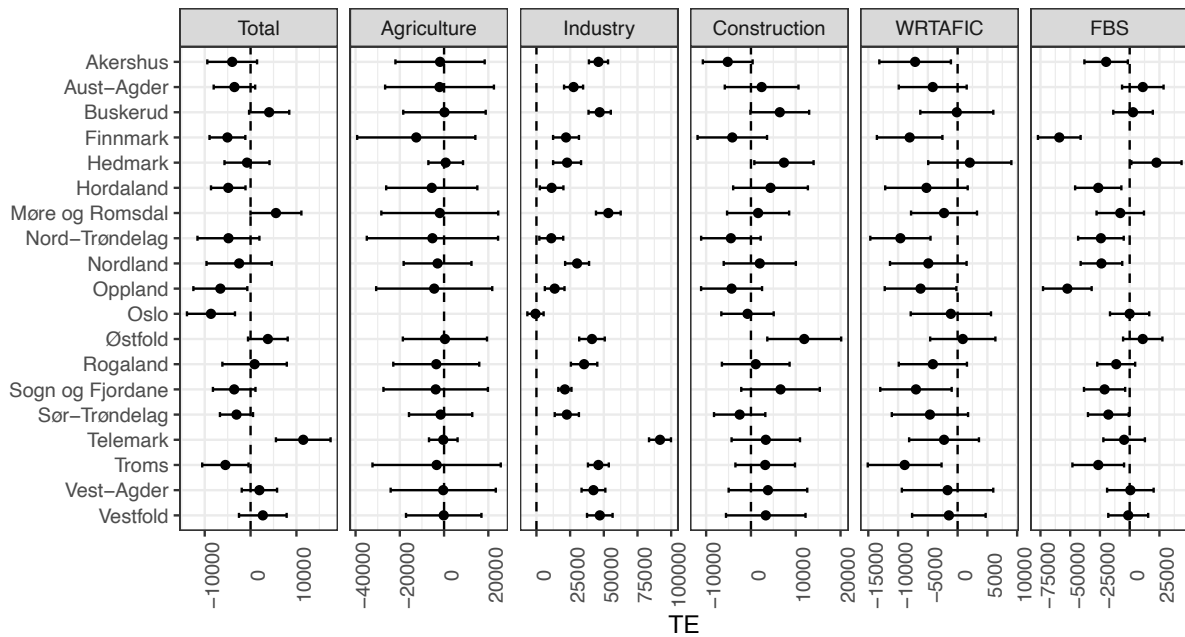 Total Agriculture Industry Construction WRTAFIC FBS
Akershus
Aust−Agder
Buskerud
Finnmark
Hedmark
Hordaland
Møre og Romsdal
Nord−Trøndelag
Nordland
Oppland
Oslo
Østfold
Rogaland
Sogn og Fjordane
Sør−Trøndelag
Telemark
Troms
Vest−Agder
Vestfold
−10000 0 10000 −40000 −20000 0 20000 0 25000 50000 75000 100000 −10000 0 10000 20000 −15000 −10000 −5000 0 5000 10000 −75000 −50000 −25000 0 25000
TE